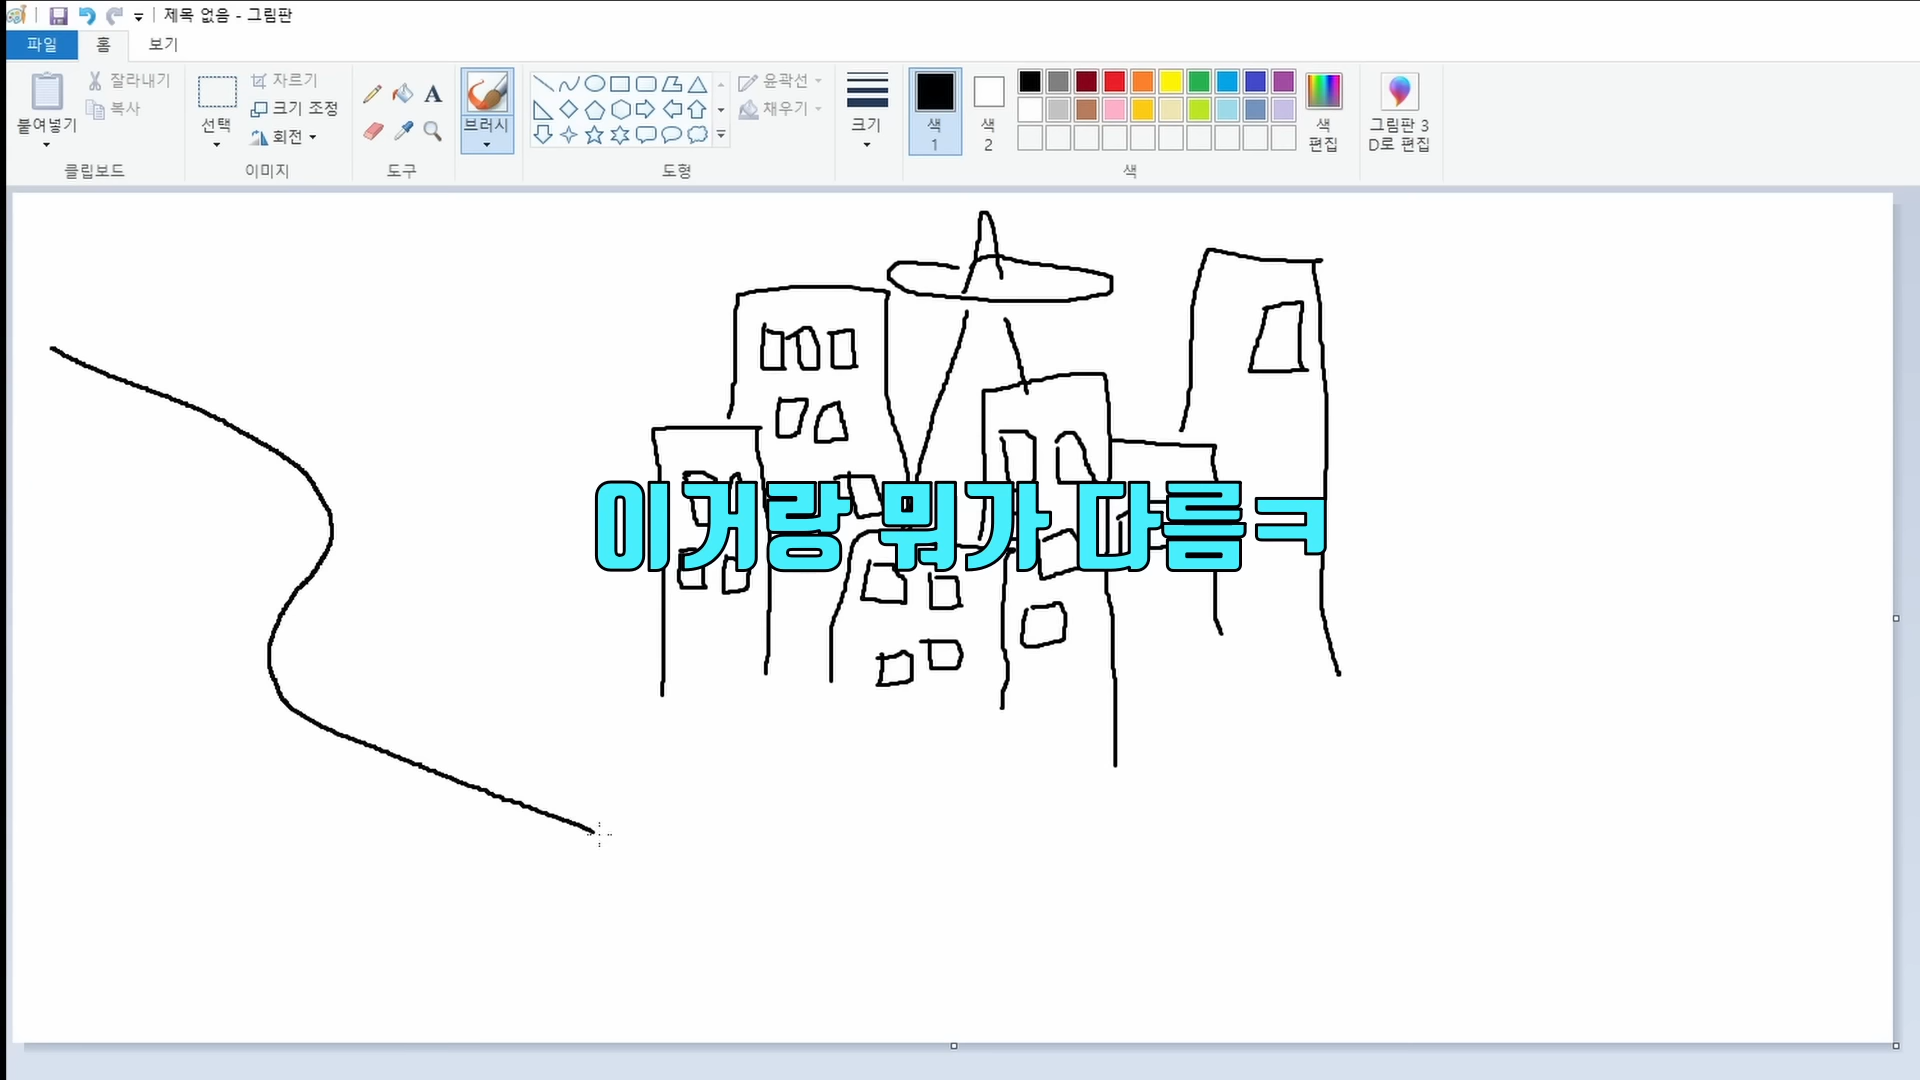 제목 없음 - 그림판
파일 홈 보기
붙여넣기
잘라내기
복사
클립보드
선택
자르기
크기 조정
회전
이미지
A
도구
브러시
윤곽선
채우기
도형
크기
색
1
색
2
색
편집
색
그림판 3
D로 편집
이거랑 뭐가 다름ㅋ